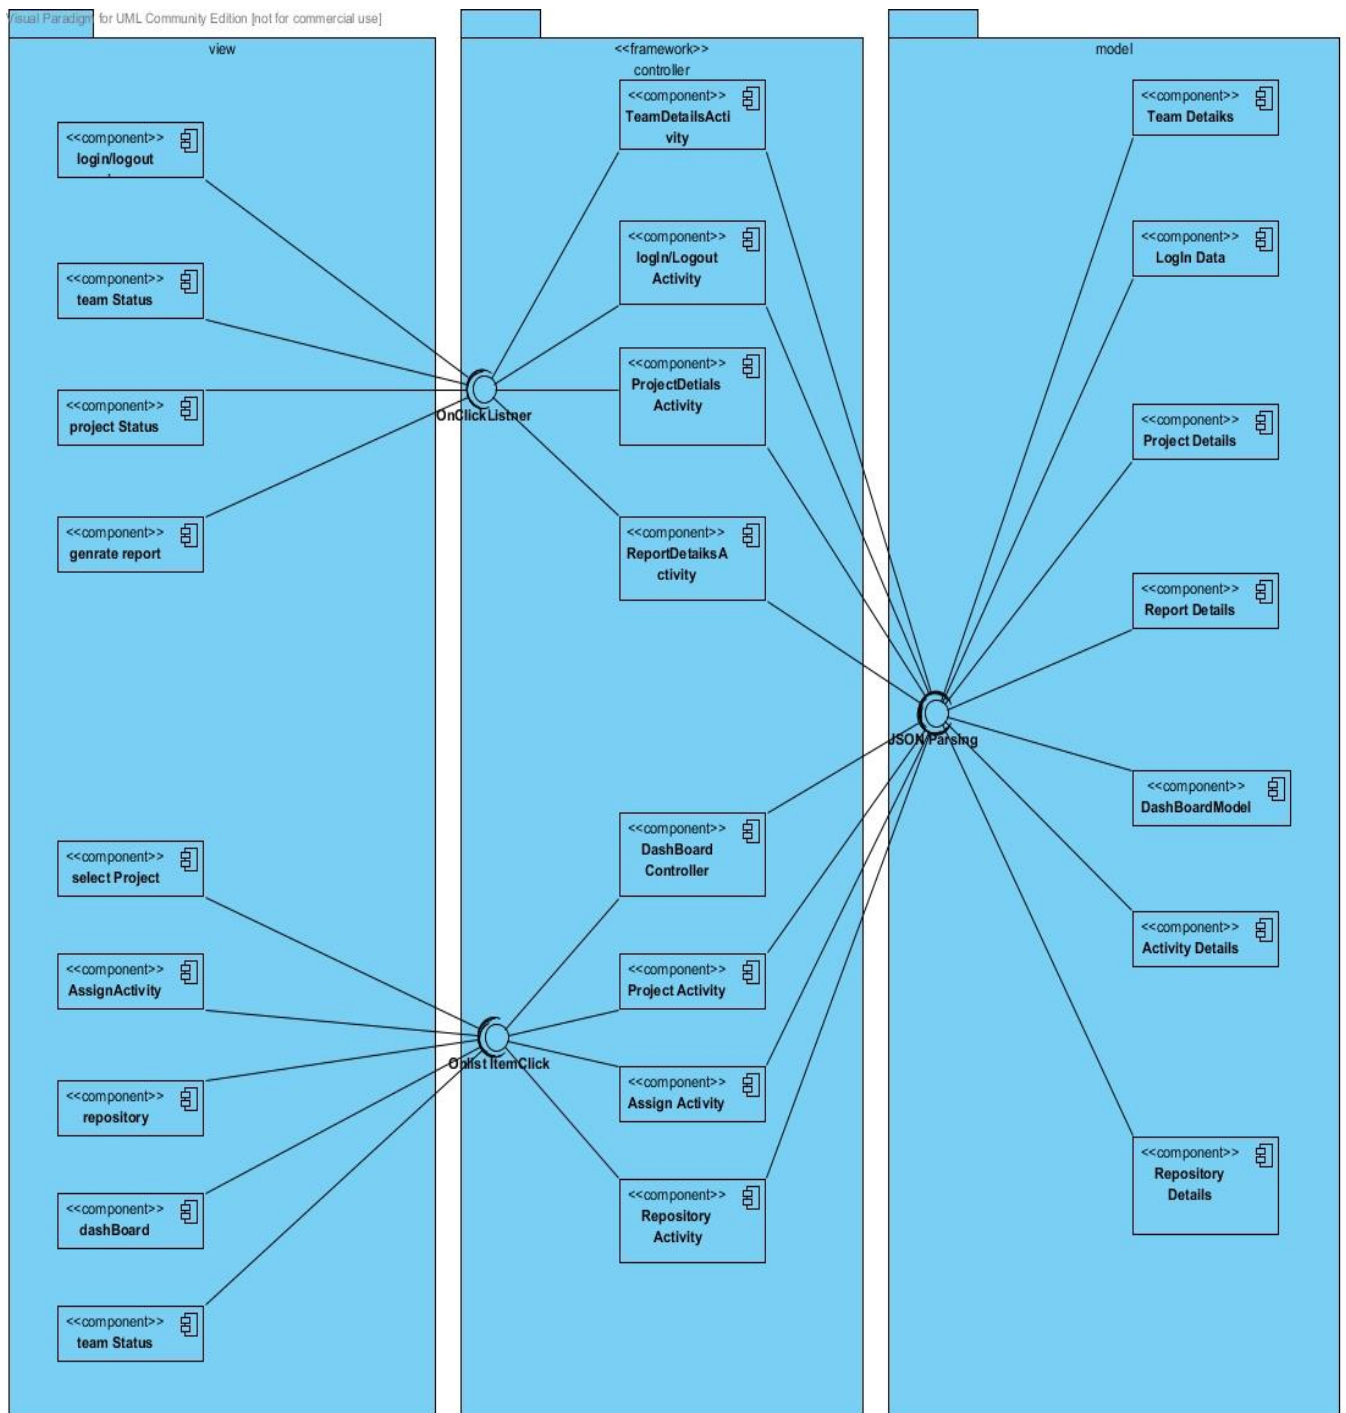 Visual Paradigm for UML Community Edition [not for commercial use]
view
<<component>>
login/logout
<<component>>
team Status
<<component>>
project Status
<<component>>
genrate report
<<component>>
select Project
<<component>>
AssignActivity
<<component>>
repository
<<component>>
dashBoard
<<component>>
team Status
OnClickListner
Onlist ItemClick
<<framework>>
controller
<<component>>
TeamDetailsActi
vity
<<component>>
logIn/Logout
Activity
<<component>>
ProjectDetials
Activity
<<component>>
ReportDetaiksA
ctivity
<<component>>
DashBoard
Controller
<<component>>
Project Activity
<<component>>
Assign Activity
<<component>>
Repository
Activity
JSON Parsing
model
<<component>>
Team Detaiks
<<component>>
LogIn Data
<<component>>
Project Details
<<component>>
Report Details
<<component>>
DashBoardModel
<<component>>
Activity Details
<<component>>
Repository
Details